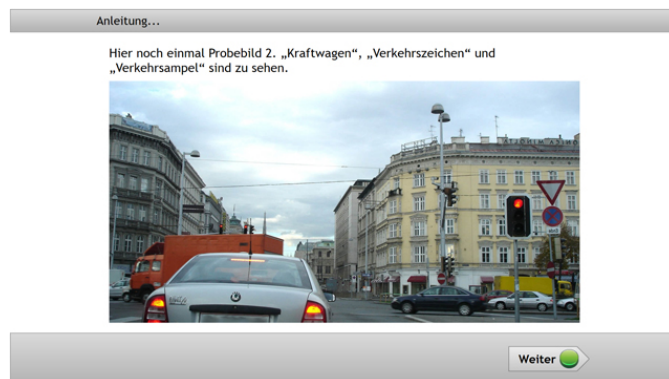 Anleitung...
Hier noch einmal Probebild 2. „Kraftwagen“, „Verkehrszeichen“ und
„Verkehrsampel“ sind zu sehen.
Weiter